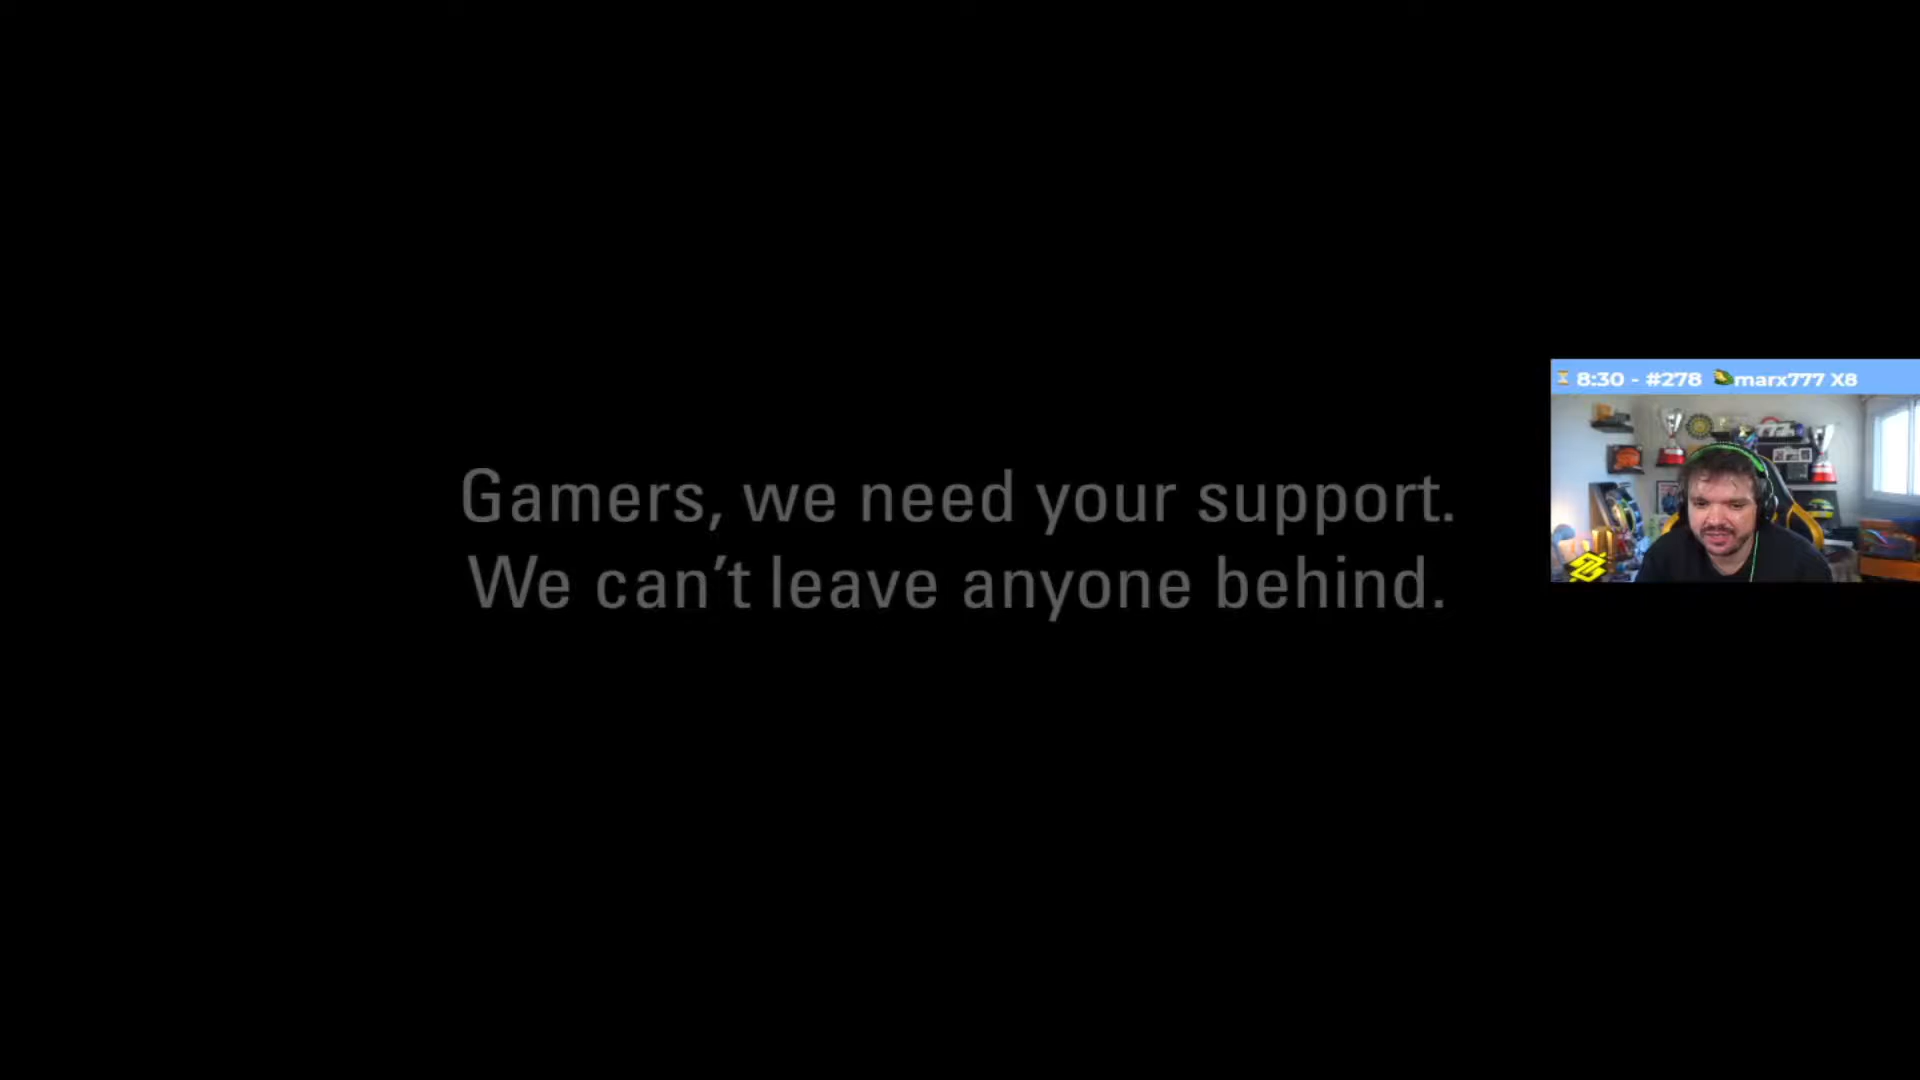 Gamers, we need your support.
We can't leave anyone behind.
8:30 - #278 marx777 X8